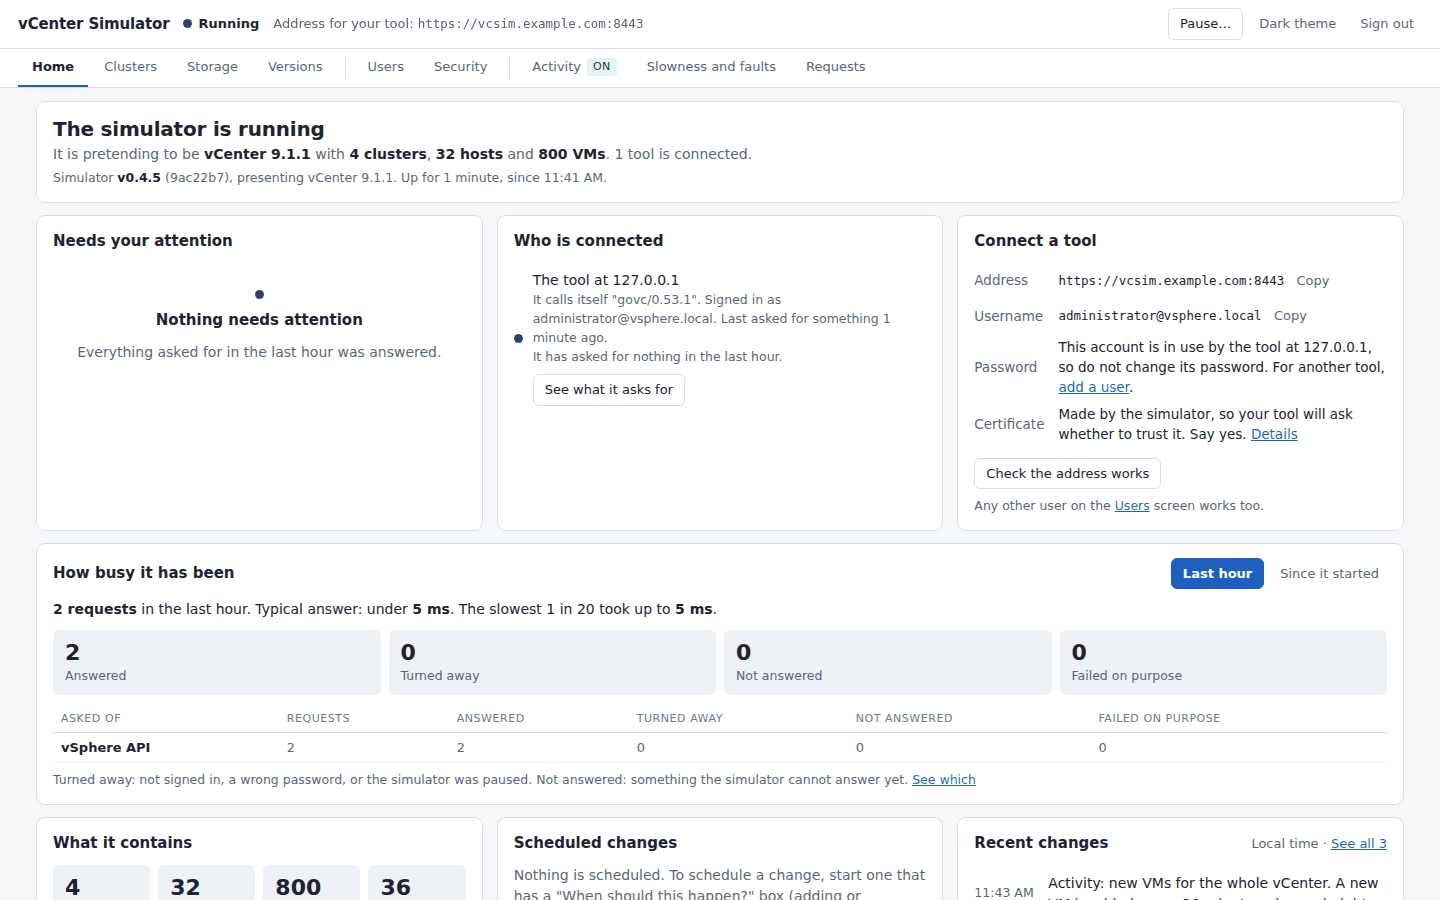 vCenter Simulator Running Address for your tool: https://vcsim.example.com:8443 Pause... Dark theme Sign out
Home Clusters Storage Versions Users Security Activity ON Slowness and faults Requests
The simulator is running
It is pretending to be vCenter 9.1.1 with 4 clusters, 32 hosts and 800 VMs. 1 tool is connected.
Simulator v0.4.5 (9ac22b7), presenting vCenter 9.1.1. Up for 1 minute, since 11:41 AM.
Needs your attention
Nothing needs attention
Everything asked for in the last hour was answered.
Who is connected
The tool at 127.0.0.1
It calls itself "govc/0.53.1". Signed in as
administrator@vsphere.local. Last asked for something 1
minute ago.
It has asked for nothing in the last hour.
See what it asks for
Connect a tool
Address https://vcsim.example.com:8443 Copy
Username administrator@vsphere.local Copy
Password This account is in use by the tool at 127.0.0.1,
so do not change its password. For another tool,
add a user.
Certificate Made by the simulator, so your tool will ask
whether to trust it. Say yes. Details
Check the address works
Any other user on the Users screen works too.
How busy it has been Last hour Since it started
2 requests in the last hour. Typical answer: under 5 ms. The slowest 1 in 20 took up to 5 ms.
2 0 0 0
Answered Turned away Not answered Failed on purpose
ASKED OF REQUESTS ANSWERED TURNED AWAY NOT ANSWERED FAILED ON PURPOSE
vSphere API 2 2 0 0 0
Turned away: not signed in, a wrong password, or the simulator was paused. Not answered: something the simulator cannot answer yet. See which
What it contains
4 32 800 36
Scheduled changes
Nothing is scheduled. To schedule a change, start one that
has a "When should this happen?" box (adding or
Recent changes Local time · See all 3
11:43 AM Activity: new VMs for the whole vCenter. A new